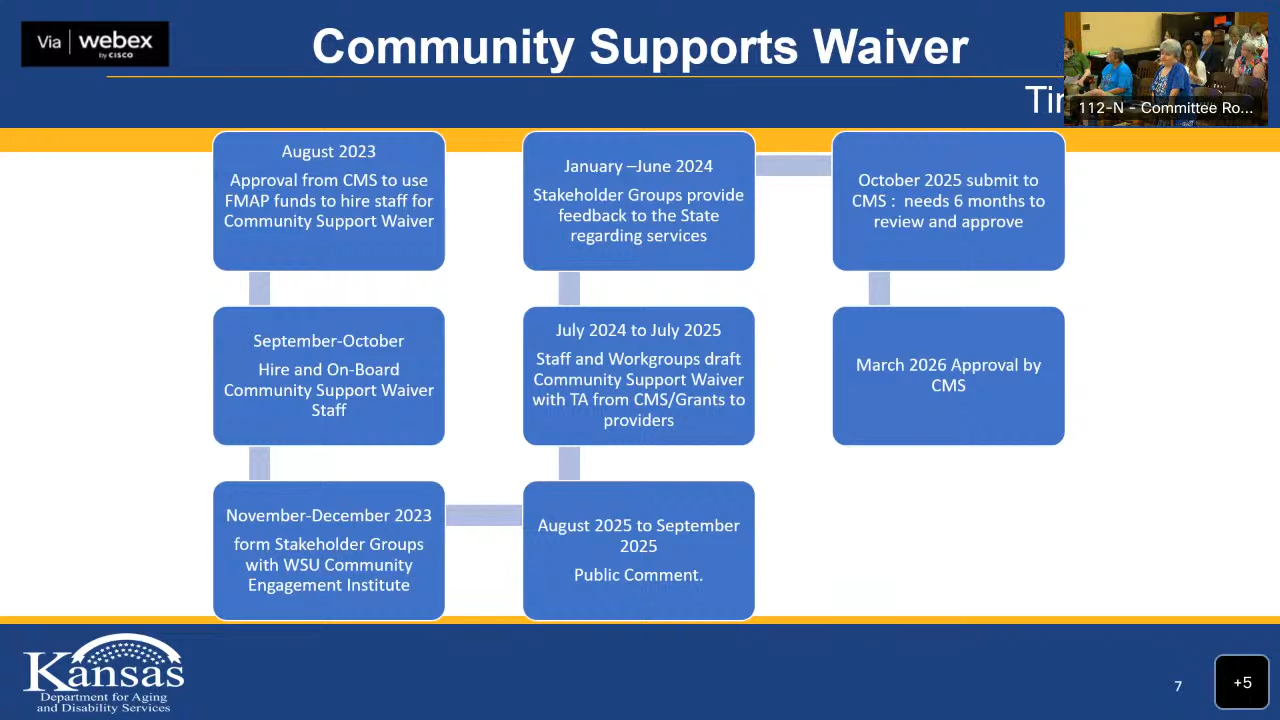 Via webex
by CISCO
Community Supports Waiver
112-N - Committee Ro...
August 2023
Approval from CMS to use
FMAP funds to hire staff for
Community Support Waiver
September-October
Hire and On-Board
Community Support Waiver
Staff
November-December 2023
form Stakeholder Groups
with WSU Community
Engagement Institute
January –June 2024
Stakeholder Groups provide
feedback to the State
regarding services
July 2024 to July 2025
Staff and Workgroups draft
Community Support Waiver
with TA from CMS/Grants to
providers
August 2025 to September
2025
Public Comment.
October 2025 submit to
CMS : needs 6 months to
review and approve
March 2026 Approval by
CMS
Kansas
Department for Aging
and Disability Services
7
+5